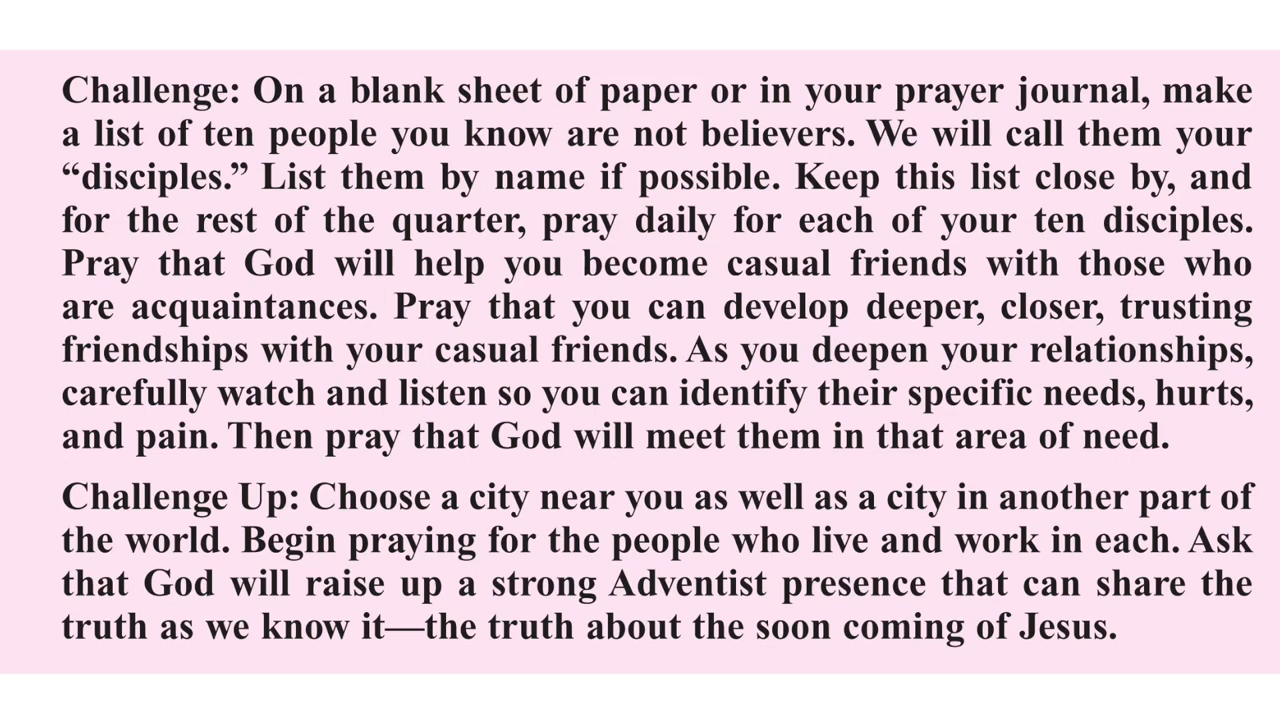 Challenge: On a blank sheet of paper or in your prayer journal, make
a list of ten people you know are not believers. We will call them your
“disciples.” List them by name if possible. Keep this list close by, and
for the rest of the quarter, pray daily for each of your ten disciples.
Pray that God will help you become casual friends with those who
are acquaintances. Pray that you can develop deeper, closer, trusting
friendships with your casual friends. As you deepen your relationships,
carefully watch and listen so you can identify their specific needs, hurts,
and pain. Then pray that God will meet them in that area of need.
Challenge Up: Choose a city near you as well as a city in another part of
the world. Begin praying for the people who live and work in each. Ask
that God will raise up a strong Adventist presence that can share the
truth as we know it—the truth about the soon coming of Jesus.